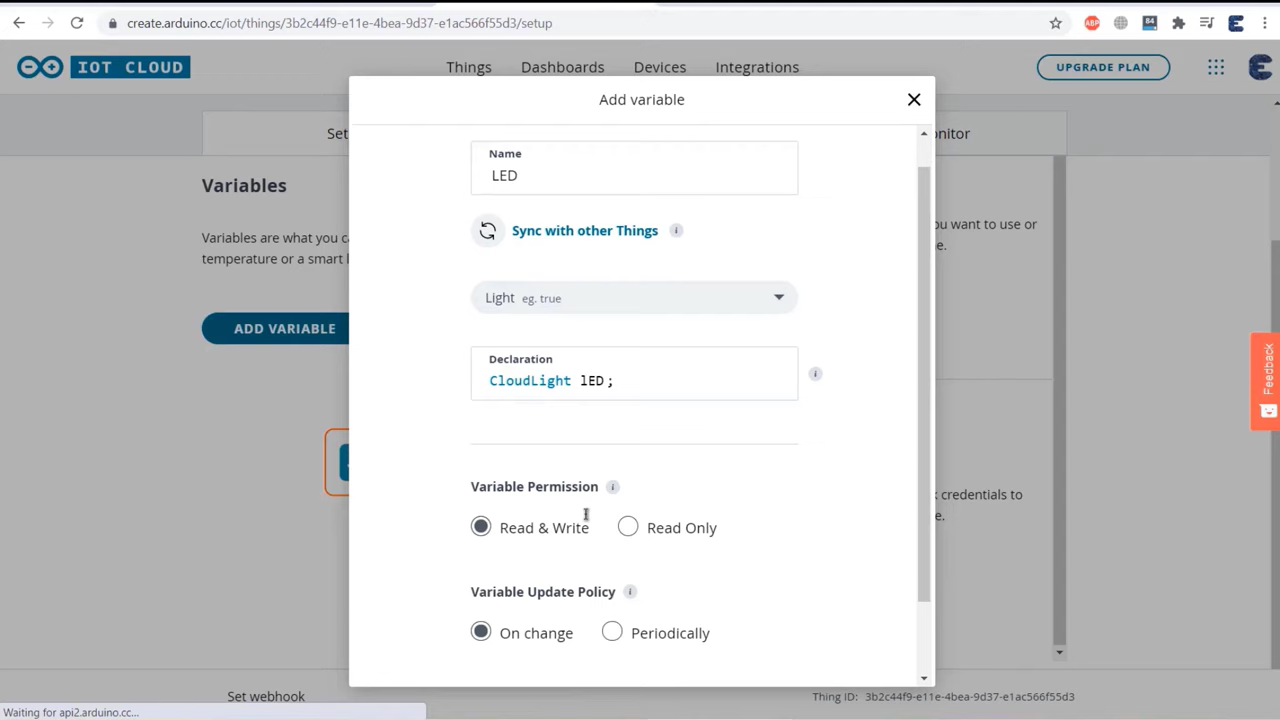 create.arduino.cc/iot/things/3b2c44f9-e11e-4bea-9d37-e1ac566f55d3/setup
ABP
84
IOT CLOUD
Things Dashboards Devices Integrations
UPGRADE PLAN
Add variable
Set
onitor
Name
LED
Variables
Variables are what you ca
temperature or a smart l
ou want to use or
e.
Sync with other Things
Light eg. true
ADD VARIABLE
Declaration
CloudLight lED;
Feedback
Variable Permission
Read & Write Read Only
credentials to
e.
Variable Update Policy
On change Periodically
Set webhook
Thing ID: 3b2c44f9-e11e-4bea-9d37-e1ac566f55d3
Waiting for api2.arduino.cc...